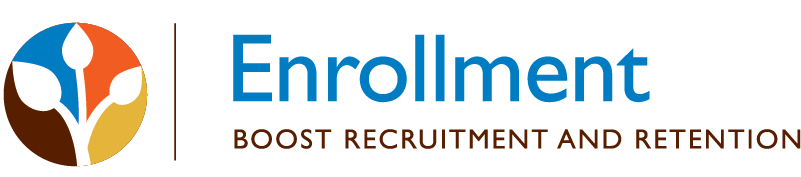 Enrollment
BOOST RECRUITMENT AND RETENTION